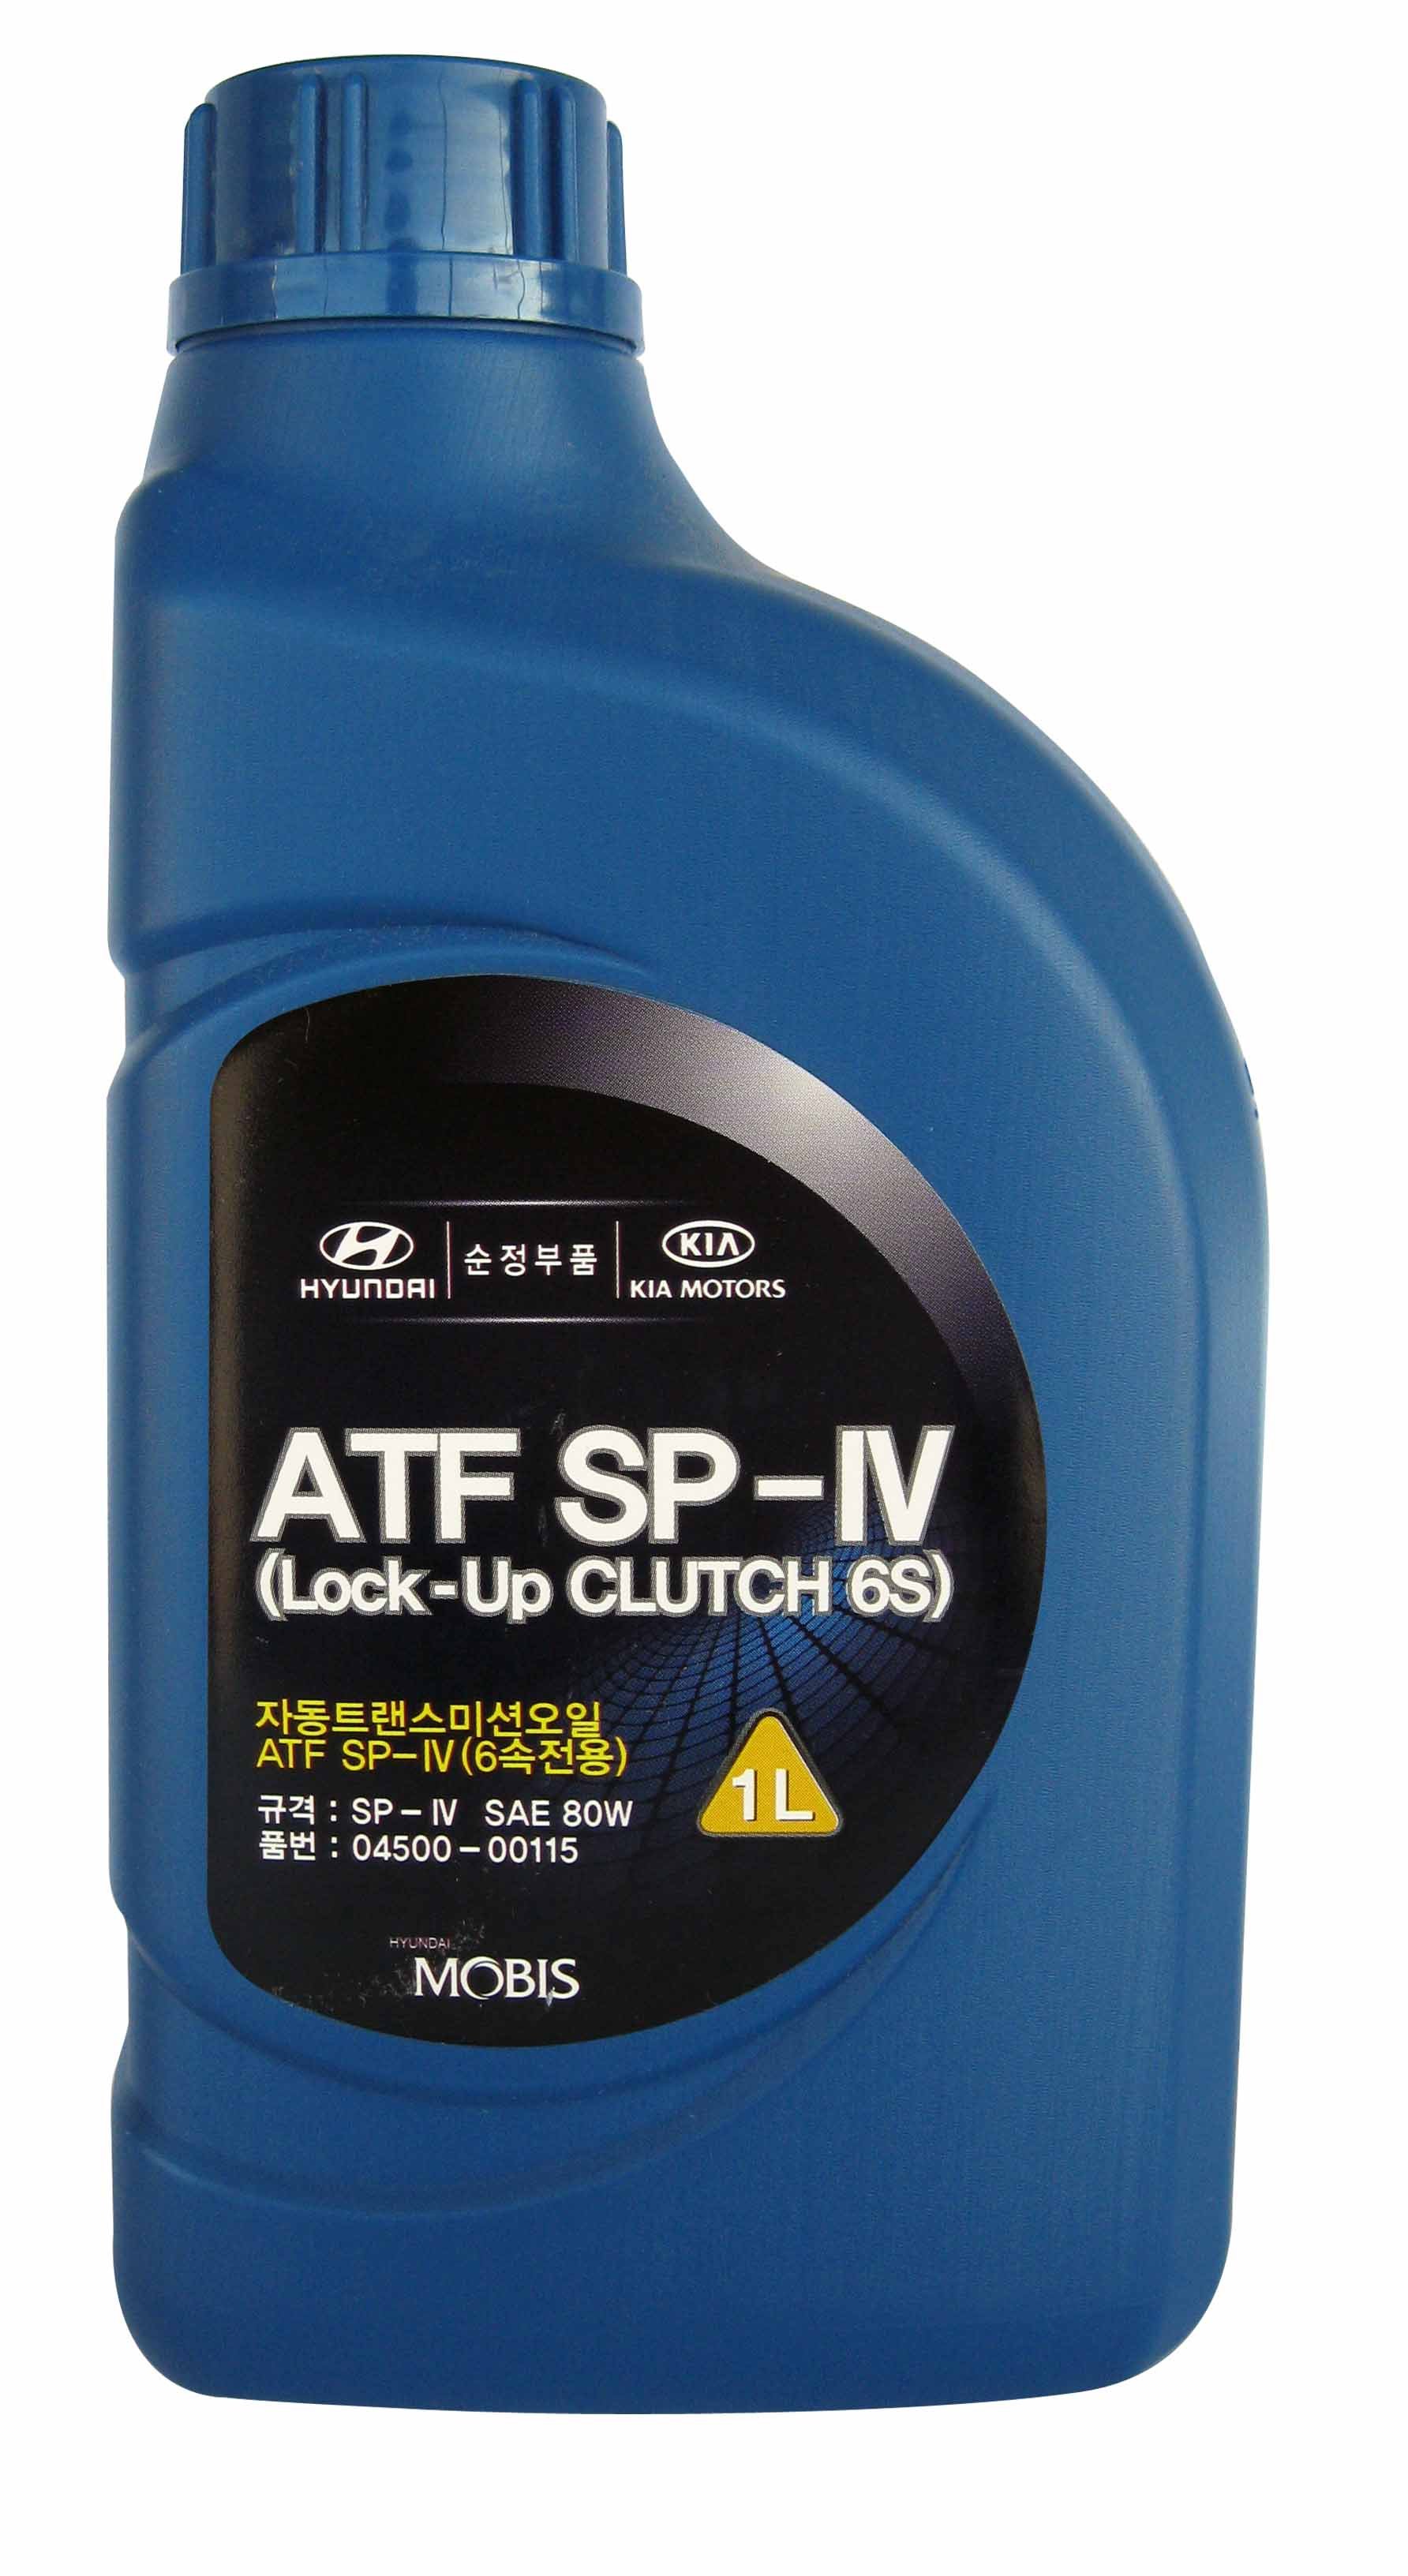 KIA
HYUNDAI 순정부품 KIA MOTORS
ATF SP-IV
(Lock-Up CLUTCH 6S)
자동트랜스미션오일
ATF SP-IV(6속전용)
1L
규격 : SP-IV SAE 80W
품번 : 04500-00115
HYUNDAI
MOBIS